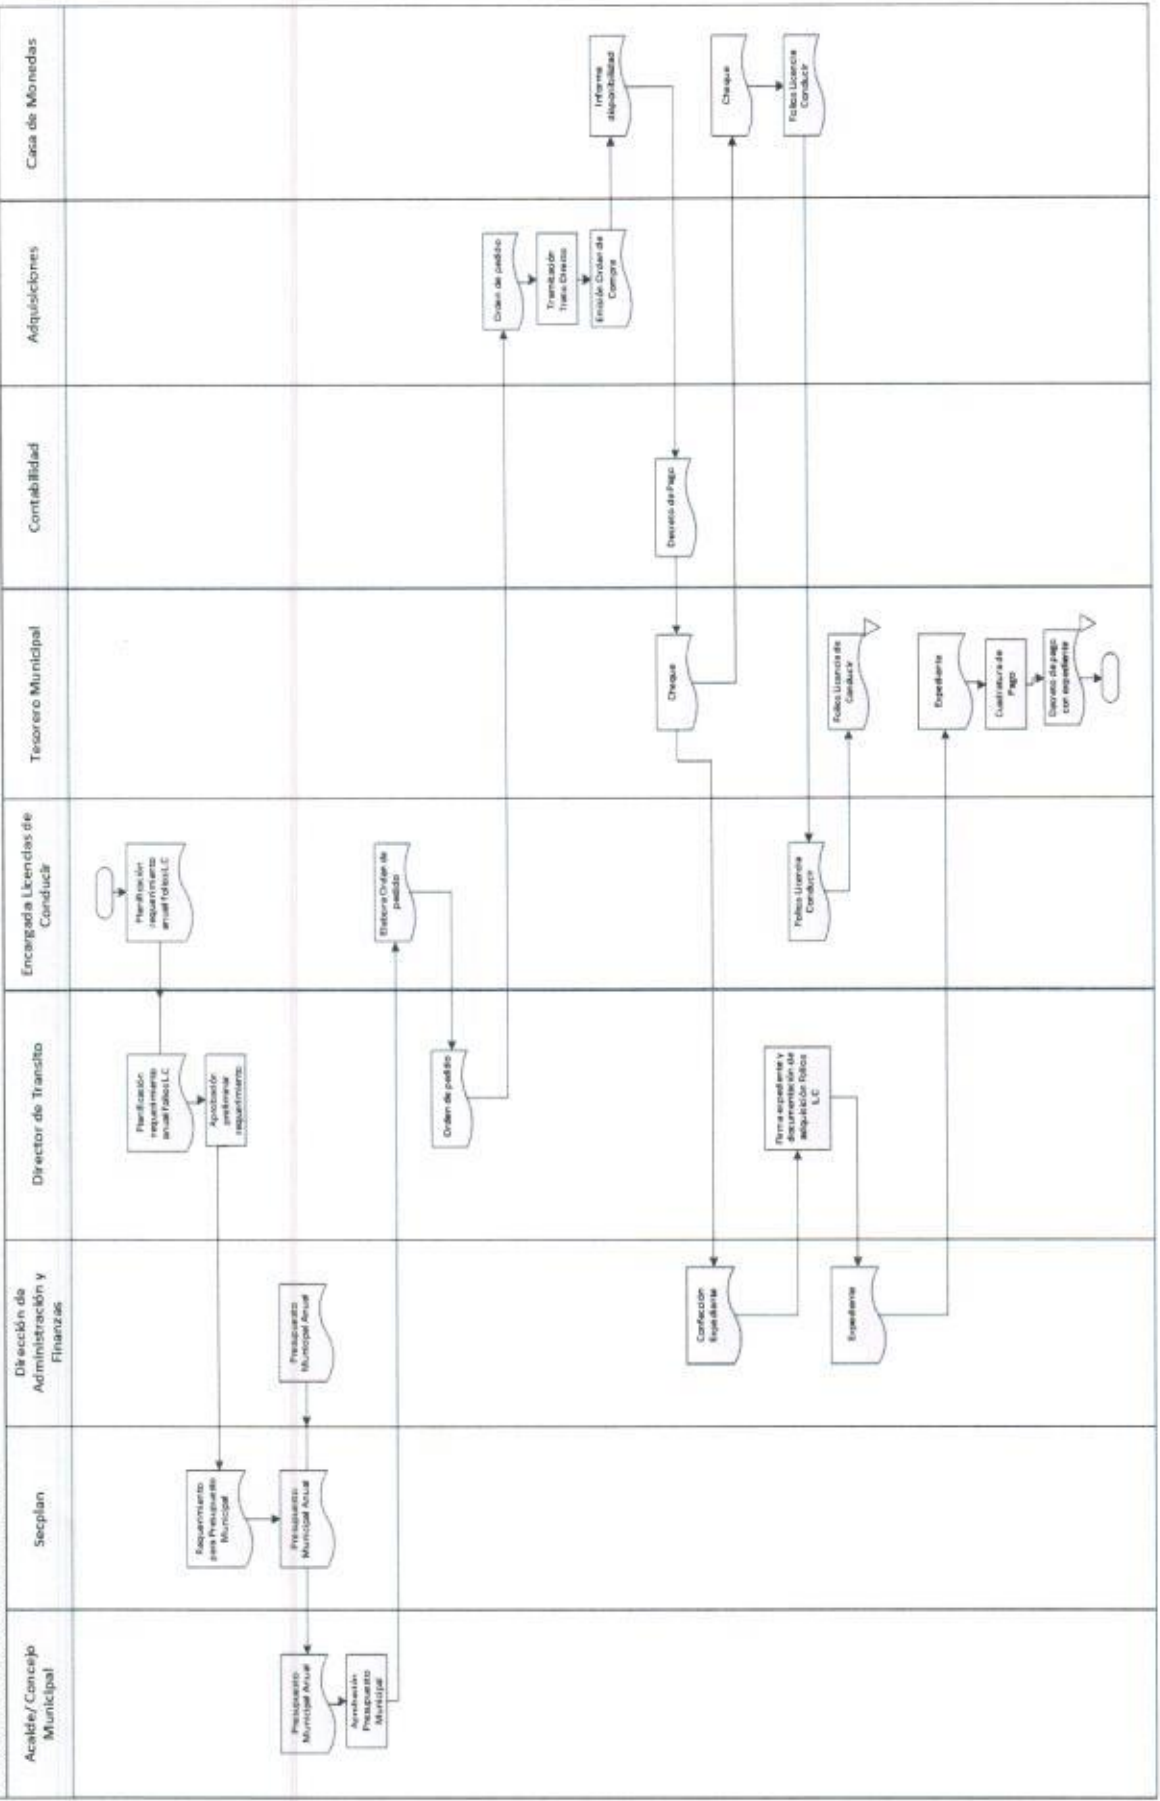 Acalde/ Concejo
Municipal
Secplan
Dirección de
Administración y
Finanzas
Director de Transito
Encargada Licencias de
Conducir
Tesorero Municipal
Contabilidad
Adquisiciones
Casa de Monedas
Planificación
requerimiento
anual folios L.C
Planificación
requerimiento
anual folios L.C
Aprobación
preliminar
requerimiento
Requerimiento
para Presupuesto
Municipal
Presupuesto
Municipal Anual
Presupuesto
Municipal Anual
Presupuesto
Municipal Anual
Aprobación
Presupuesto
Municipal
Elabora Orden de
pedido
Orden de pedido
Orden de pedido
Tramitación
Trato Directo
Emisión Orden de
Compra
Informa
disponibilidad
Decreto de Pago
Cheque
Cheque
Folios Licencia
Conducir
Confección
Expediente
Firma expediente y
documentación de
adquisición Folios
L.C
Folios Licencia
Conducir
Folios Licencia de
Conducir
Expediente
Expediente
Cuadratura de
Pago
Decreto de pago
con expediente